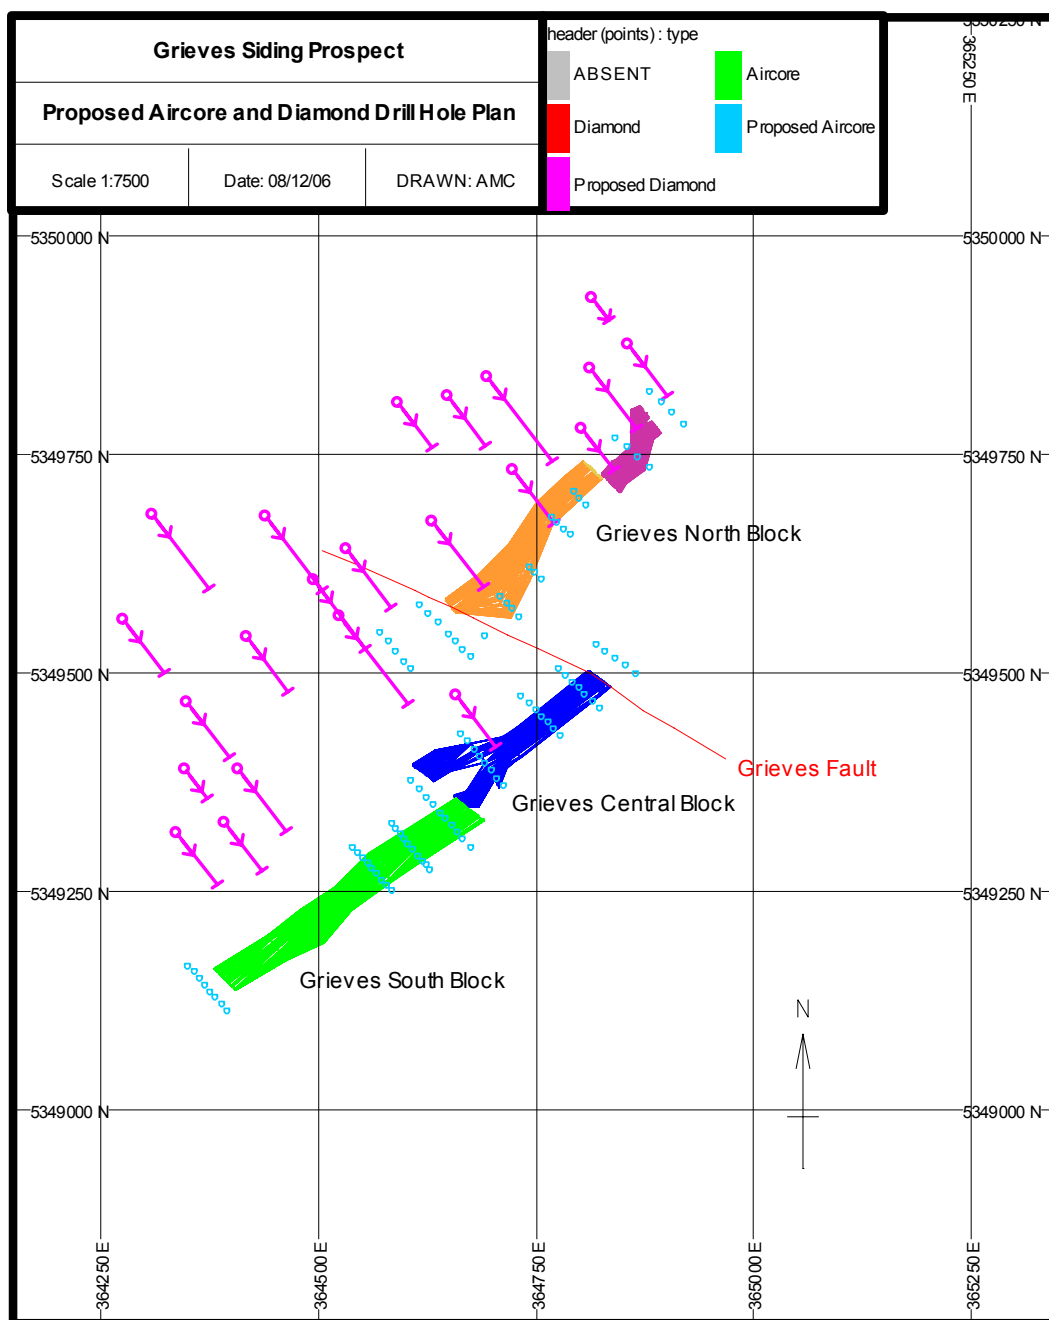 Grieves Siding Prospect
Proposed Aircore and Diamond Drill Hole Plan
Scale 1:7500 Date: 08/12/06 DRAWN: AMC
header (points) : type
ABSENT Aircore
Diamond Proposed Aircore
Proposed Diamond
5350250 N
365250 E
5350000 N 5350000 N
5349750 N 5349750 N
Grieves North Block
5349500 N 5349500 N
Grieves Fault
Grieves Central Block
5349250 N 5349250 N
Grieves South Block
N
5349000 N 5349000 N
364250 E 364500 E 364750 E 365000 E 365250 E